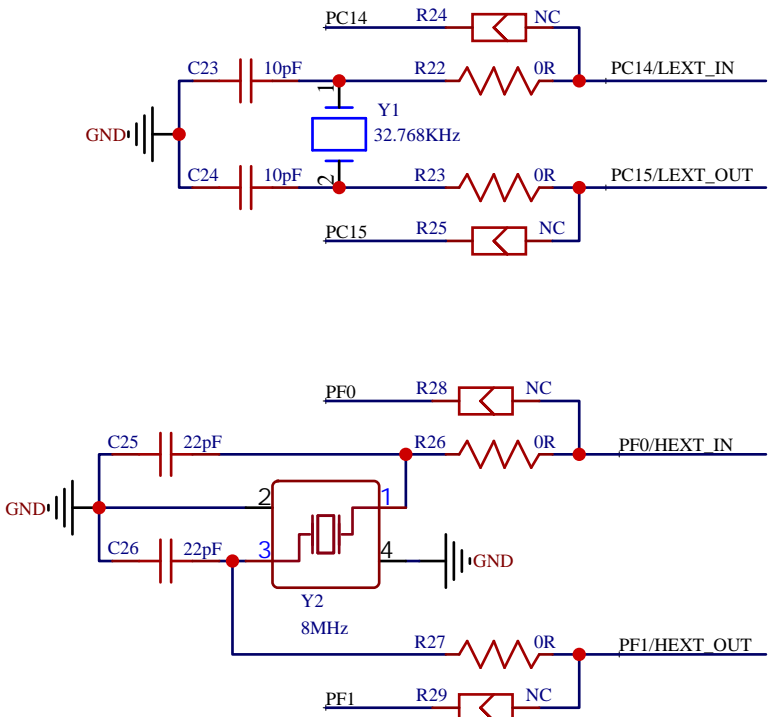 PC14 R24 NC
C23 10pF R22 0R PC14/LEXT_IN
1
Y1
GND 32.768KHz
C24 10pF 2 R23 0R PC15/LEXT_OUT
PC15 R25 NC
PF0 R28 NC
C25 22pF R26 0R PF0/HEXT_IN
2 1
GND
C26 22pF 3 4 GND
Y2
8MHz
R27 0R PF1/HEXT_OUT
PF1 R29 NC